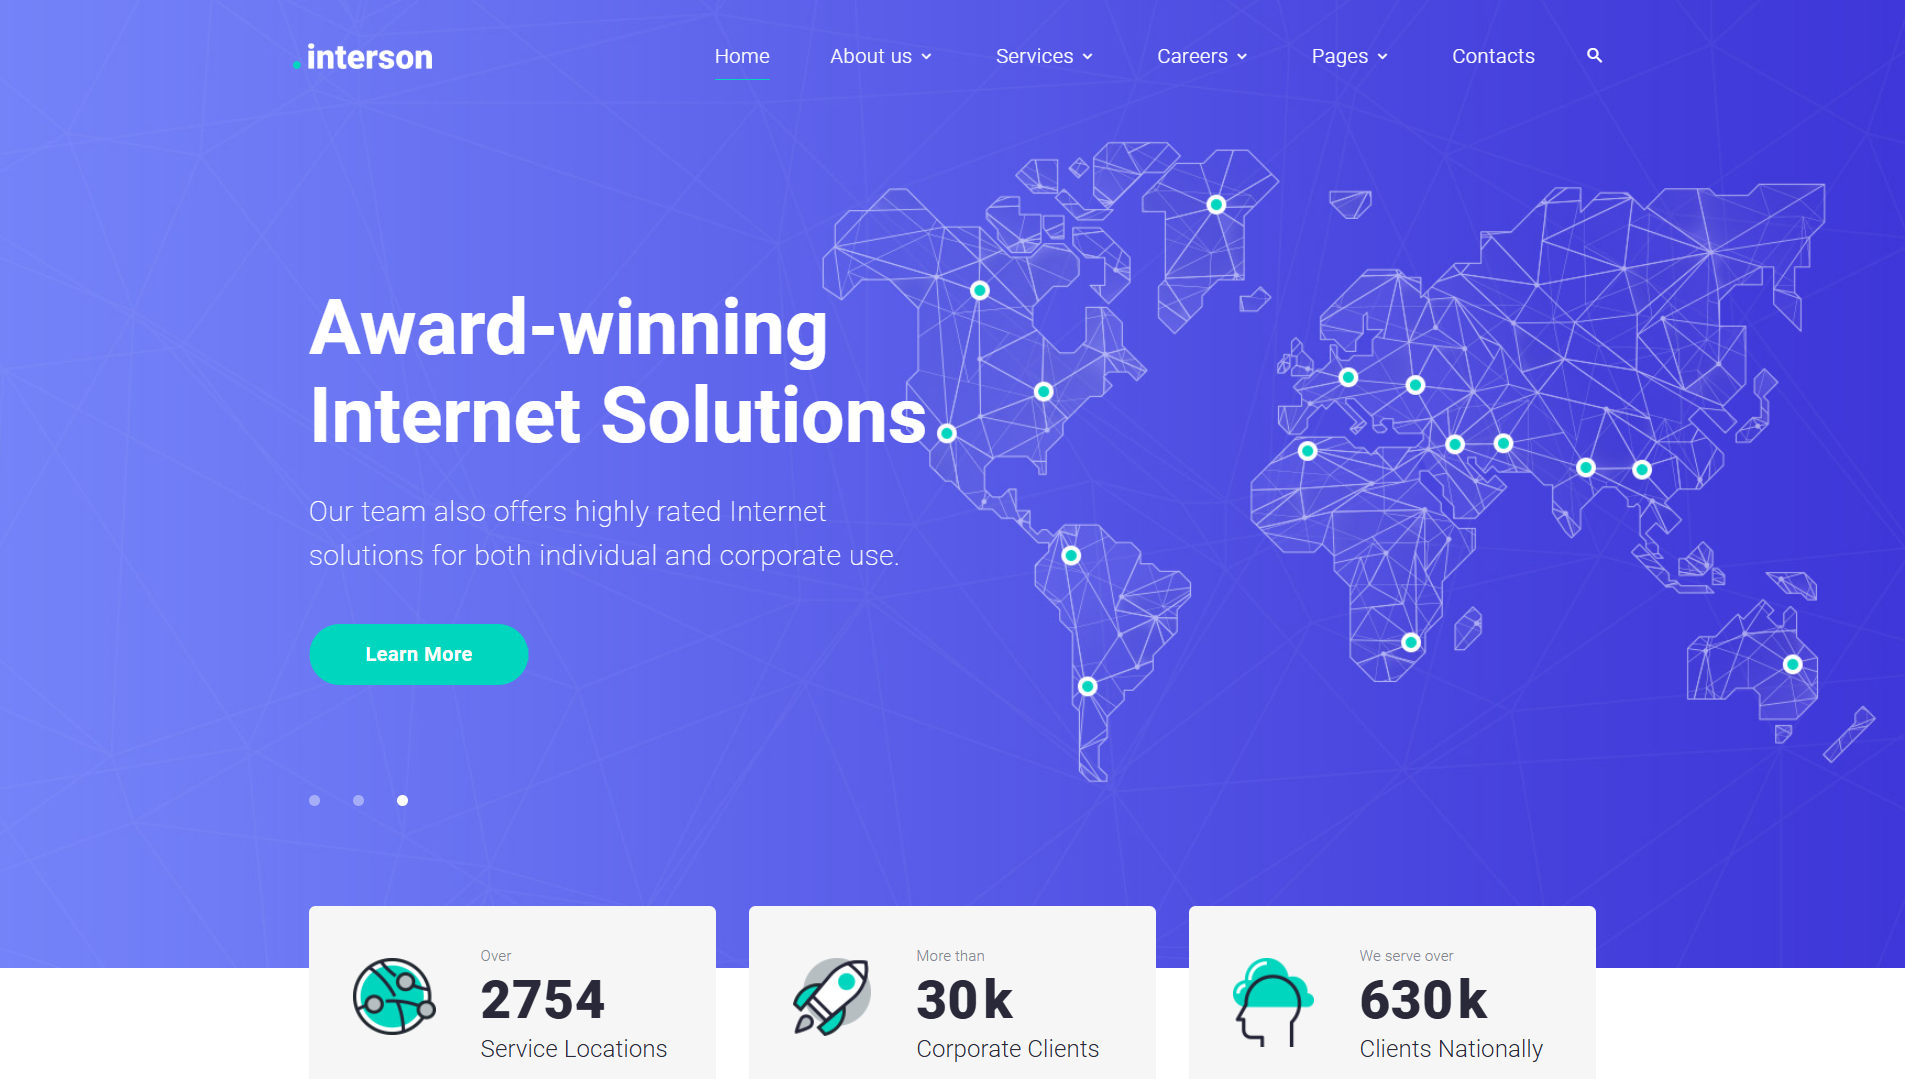 .interson
Home About us Services Careers Pages Contacts
Award-winning
Internet Solutions
Our team also offers highly rated Internet
solutions for both individual and corporate use.
Learn More
Over
2754
Service Locations
More than
30k
Corporate Clients
We serve over
630k
Clients Nationally